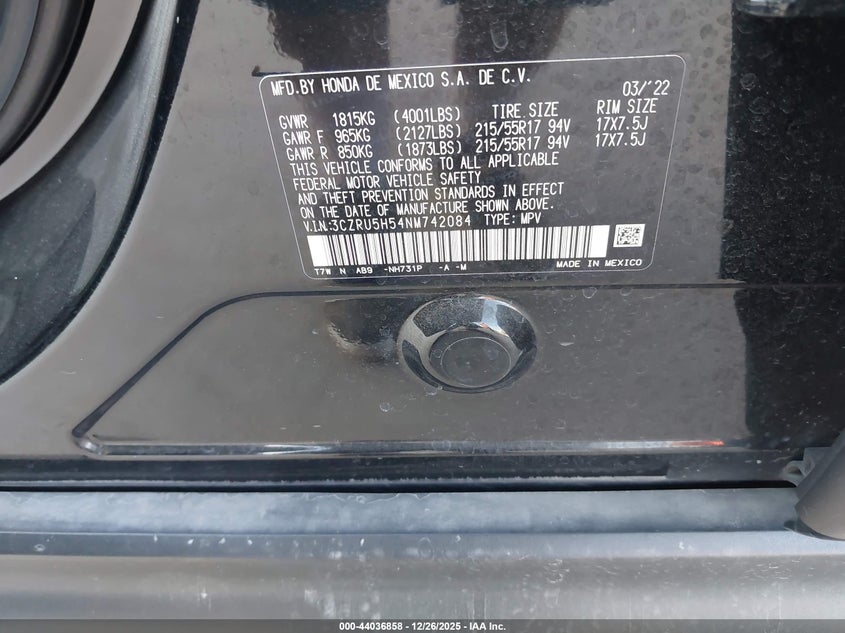 MFD.BY HONDA DE MEXICO S.A. DE C.V. 03/'22
GVWR 1815KG (4001LBS) TIRE SIZE RIM SIZE
GAWR F 965KG (2127LBS) 215/55R17 94V 17X7.5J
GAWR R 850KG (1873LBS) 215/55R17 94V 17X7.5J
THIS VEHICLE CONFORMS TO ALL APPLICABLE
FEDERAL MOTOR VEHICLE SAFETY
AND THEFT PREVENTION STANDARDS IN EFFECT
ON THE DATE OF MANUFACTURE SHOWN ABOVE.
V.I.N.:3CZRU5H54NM742084 TYPE: MPV
T7W N AB9 -NH731P -A -M MADE IN MEXICO
000-44036858 - 12/26/2025 - IAA Inc.